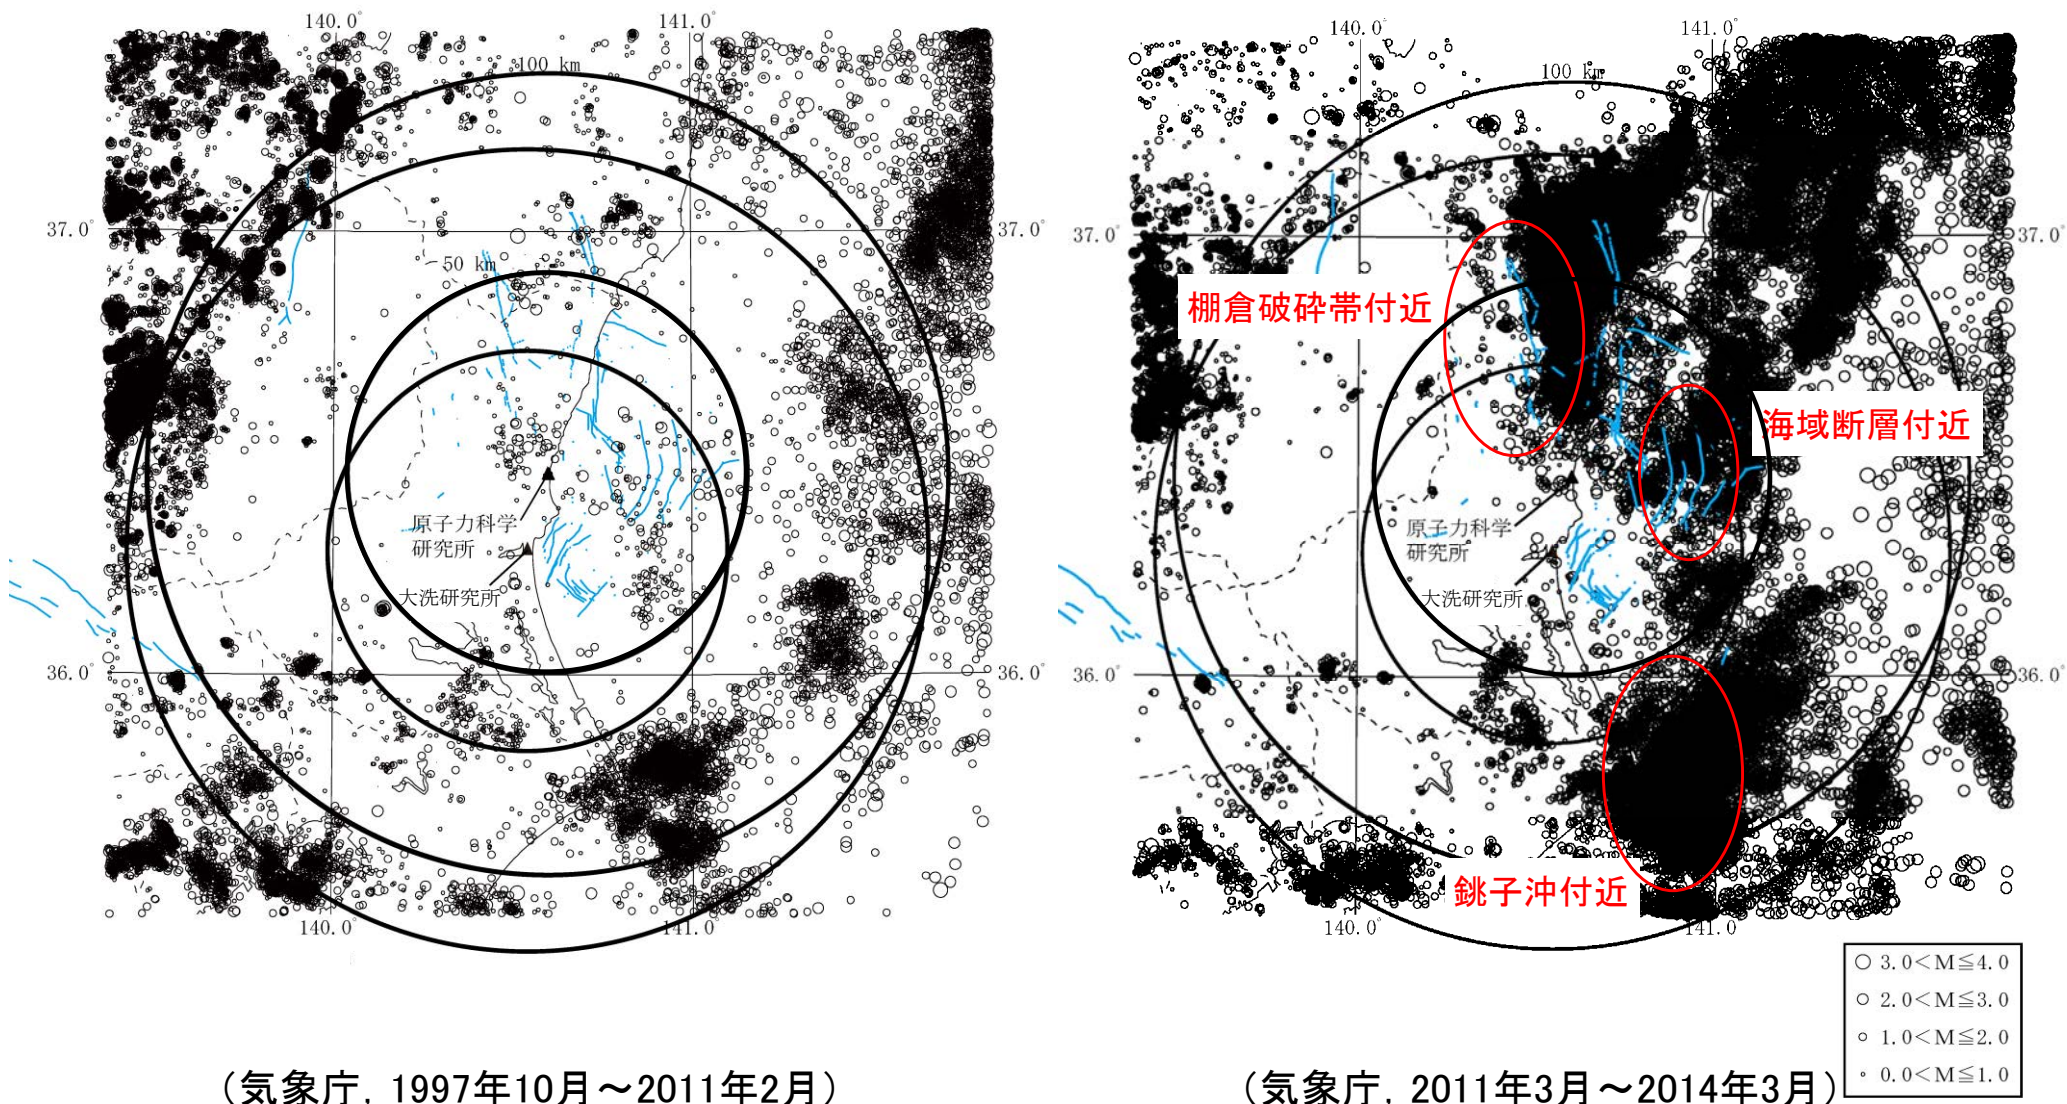 140.0°
141.0°
100 km
37.0°
37.0°
50 km
原子力科学
研究所
大洗研究所
36.0°
36.0°
140.0°
141.0°
(気象庁, 1997年10月～2011年2月)
140.0°
141.0°
100 km
37.0°
37.0°
棚倉破砕帯付近
海域断層付近
原子力科学
研究所
大洗研究所
36.0°
36.0°
銚子沖付近
140.0°
141.0°
3.0＜M≦4.0
2.0＜M≦3.0
1.0＜M≦2.0
0.0＜M≦1.0
(気象庁, 2011年3月～2014年3月)